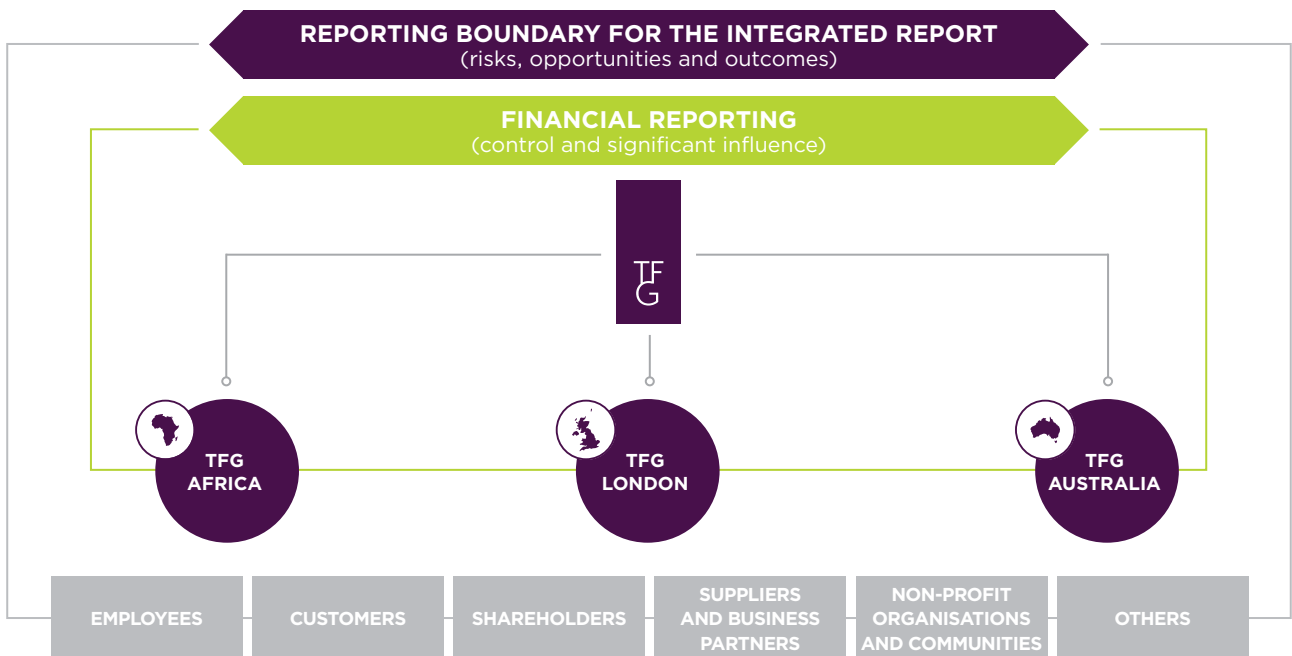 REPORTING BOUNDARY FOR THE INTEGRATED REPORT
(risks, opportunities and outcomes)
FINANCIAL REPORTING
(control and significant influence)
TF
G
TFG
AFRICA
TFG
LONDON
TFG
AUSTRALIA
EMPLOYEES
CUSTOMERS
SHAREHOLDERS
SUPPLIERS
AND BUSINESS
PARTNERS
NON-PROFIT
ORGANISATIONS
AND COMMUNITIES
OTHERS